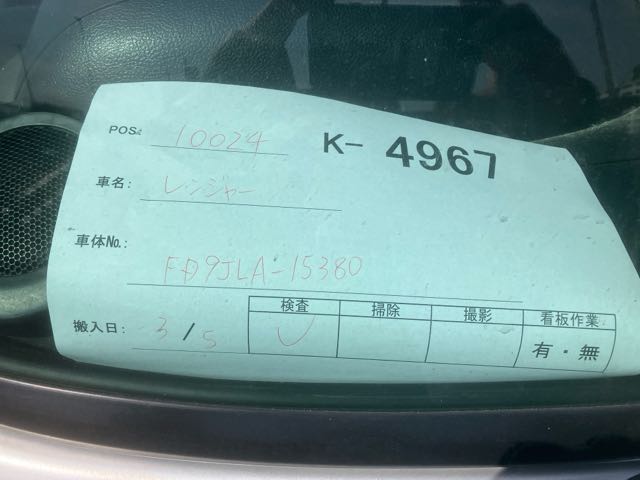 POS: 10024 K- 4967
車名: レンジャー
車体No.: FD9JLA-15380
搬入日: 3/5
検査 掃除 撮影 看板作業
有・無